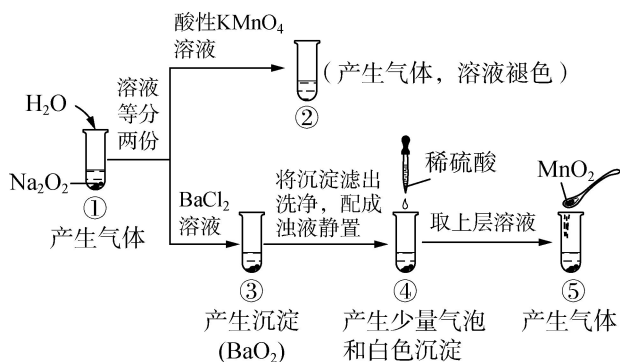 酸性KMnO₄
溶液
(产生气体，溶液褪色)
②
H₂O
溶液
等分
两份
Na₂O₂
①
产生气体
BaCl₂
溶液
将沉淀滤出
洗净，配成
浊液静置
稀硫酸
取上层溶液
MnO₂
③
④
⑤
产生沉淀
(BaO₂)
产生少量气泡
和白色沉淀
产生气体